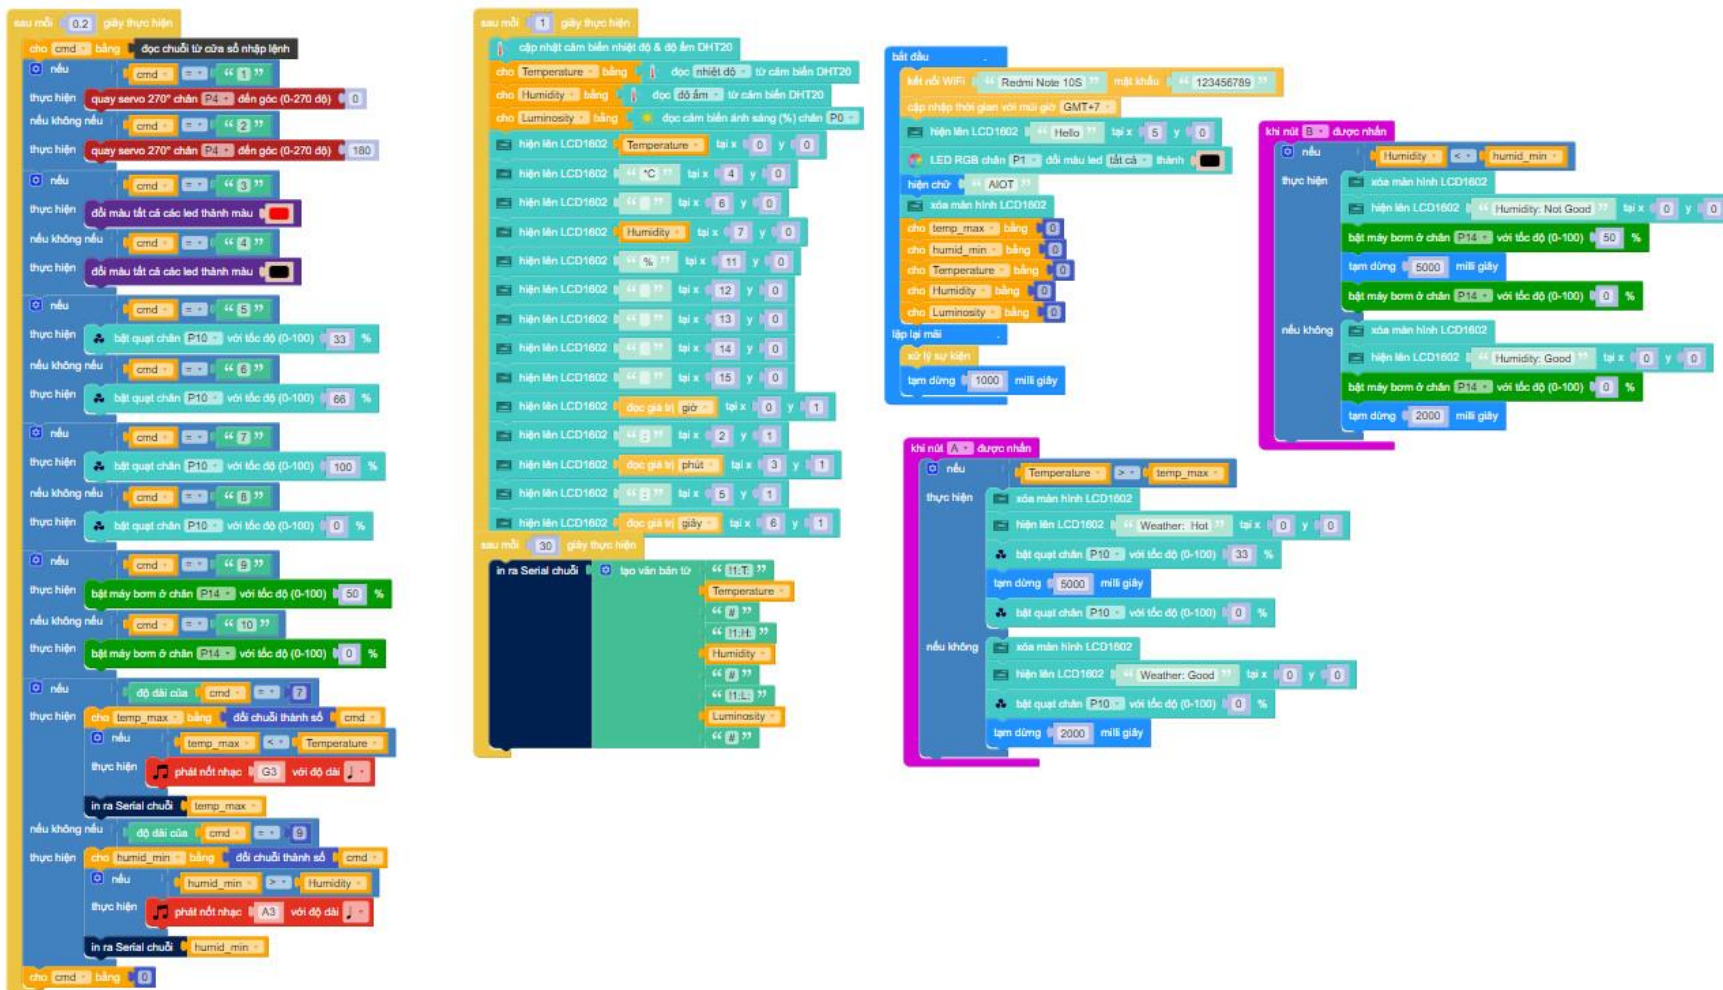 sau mỗi 0.2 giây thực hiện
cho cmd bằng đọc chuỗi từ cửa sổ nhập lệnh
nếu cmd = “ 1 ”
thực hiện quay servo 270° chân P4 đến góc (0-270 độ) 0
nếu không nếu cmd = “ 2 ”
thực hiện quay servo 270° chân P4 đến góc (0-270 độ) 180
nếu cmd = “ 3 ”
thực hiện đổi màu tất cả các led thành màu
nếu không nếu cmd = “ 4 ”
thực hiện đổi màu tất cả các led thành màu
nếu cmd = “ 5 ”
thực hiện bật quạt chân P10 với tốc độ (0-100) 33 %
nếu không nếu cmd = “ 6 ”
thực hiện bật quạt chân P10 với tốc độ (0-100) 66 %
nếu cmd = “ 7 ”
thực hiện bật quạt chân P10 với tốc độ (0-100) 100 %
nếu không nếu cmd = “ 8 ”
thực hiện bật quạt chân P10 với tốc độ (0-100) 0 %
nếu cmd = “ 9 ”
thực hiện bật máy bơm ở chân P14 với tốc độ (0-100) 50 %
nếu không nếu cmd = “ 10 ”
thực hiện bật máy bơm ở chân P14 với tốc độ (0-100) 0 %
nếu độ dài của cmd = 7
thực hiện cho temp_max bằng đổi chuỗi thành số cmd
nếu temp_max < Temperature
thực hiện phát nốt nhạc G3 với độ dài ♩
in ra Serial chuỗi temp_max
nếu không nếu độ dài của cmd = 9
thực hiện cho humid_min bằng đổi chuỗi thành số cmd
nếu humid_min > Humidity
thực hiện phát nốt nhạc A3 với độ dài ♩
in ra Serial chuỗi humid_min
cho cmd bằng 0
sau mỗi 1 giây thực hiện
cập nhật cảm biến nhiệt độ & độ ẩm DHT20
cho Temperature bằng đọc nhiệt độ từ cảm biến DHT20
cho Humidity bằng đọc độ ẩm từ cảm biến DHT20
cho Luminosity bằng đọc cảm biến ánh sáng (%) chân P0
hiện lên LCD1602 Temperature tại x 0 y 0
hiện lên LCD1602 “ *C ” tại x 4 y 0
hiện lên LCD1602 “ ” tại x 6 y 0
hiện lên LCD1602 Humidity tại x 7 y 0
hiện lên LCD1602 “ % ” tại x 11 y 0
hiện lên LCD1602 “ ” tại x 12 y 0
hiện lên LCD1602 “ ” tại x 13 y 0
hiện lên LCD1602 “ ” tại x 14 y 0
hiện lên LCD1602 “ ” tại x 15 y 0
hiện lên LCD1602 đọc giá trị giờ tại x 0 y 1
hiện lên LCD1602 “ : ” tại x 2 y 1
hiện lên LCD1602 đọc giá trị phút tại x 3 y 1
hiện lên LCD1602 “ : ” tại x 5 y 1
hiện lên LCD1602 đọc giá trị giây tại x 6 y 1
sau mỗi 30 giây thực hiện
in ra Serial chuỗi tạo văn bản từ “ !1:T: ”
Temperature
“ # ”
“ !1:H: ”
Humidity
“ # ”
“ !1:L: ”
Luminosity
“ # ”
bắt đầu
kết nối WiFi “ Redmi Note 10S ” mật khẩu “ 123456789 ”
cập nhập thời gian với múi giờ GMT+7
hiện lên LCD1602 “ Hello ” tại x 5 y 0
LED RGB chân P1 đổi màu led tất cả thành
hiện chữ “ AIOT ”
xóa màn hình LCD1602
cho temp_max bằng 0
cho humid_min bằng 0
cho Temperature bằng 0
cho Humidity bằng 0
cho Luminosity bằng 0
lặp lại mãi
xử lý sự kiện
tạm dừng 1000 mili giây
khi nút A được nhấn
nếu Temperature > temp_max
thực hiện xóa màn hình LCD1602
hiện lên LCD1602 “ Weather: Hot ” tại x 0 y 0
bật quạt chân P10 với tốc độ (0-100) 33 %
tạm dừng 5000 mili giây
bật quạt chân P10 với tốc độ (0-100) 0 %
nếu không xóa màn hình LCD1602
hiện lên LCD1602 “ Weather: Good ” tại x 0 y 0
bật quạt chân P10 với tốc độ (0-100) 0 %
tạm dừng 2000 mili giây
khi nút B được nhấn
nếu Humidity < humid_min
thực hiện xóa màn hình LCD1602
hiện lên LCD1602 “ Humidity: Not Good ” tại x 0 y 0
bật máy bơm ở chân P14 với tốc độ (0-100) 50 %
tạm dừng 5000 mili giây
bật máy bơm ở chân P14 với tốc độ (0-100) 0 %
nếu không xóa màn hình LCD1602
hiện lên LCD1602 “ Humidity: Good ” tại x 0 y 0
bật máy bơm ở chân P14 với tốc độ (0-100) 0 %
tạm dừng 2000 mili giây